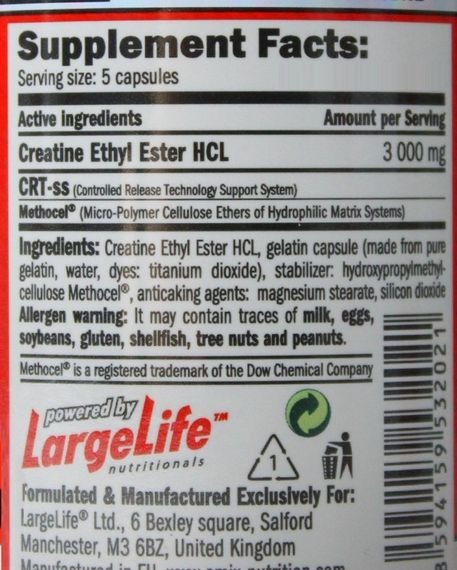 Supplement Facts:
Serving size: 5 capsules
Active ingredients Amount per Serving
Creatine Ethyl Ester HCL 3 000 mg
CRT-ss (Controlled Release Technology Support System)
Methocel® (Micro-Polymer Cellulose Ethers of Hydrophilic Matrix Systems)
Ingredients: Creatine Ethyl Ester HCL, gelatin capsule (made from pure
gelatin, water, dyes: titanium dioxide), stabilizer: hydroxypropylmethyl-
cellulose Methocel®, anticaking agents: magnesium stearate, silicon dioxide
Allergen warning: It may contain traces of milk, eggs,
soybeans, gluten, shellfish, tree nuts and peanuts.
Methocel® is a registered trademark of the Dow Chemical Company
powered by
LargeLife™
nutritionals
1
Formulated & Manufactured Exclusively For:
LargeLife® Ltd., 6 Bexley square, Salford
Manchester, M3 6BZ, United Kingdom
Manufactured in EU
8594159532021